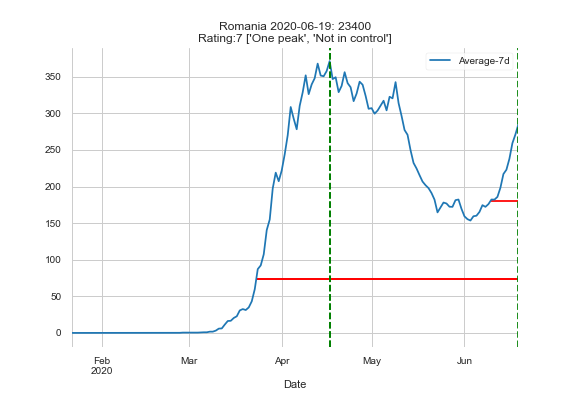 Romania 2020-06-19: 23400
Rating:7 ['One peak', 'Not in control']
Average-7d
350
300
250
200
150
100
50
0
Feb
2020
Mar
Apr
May
Jun
Date